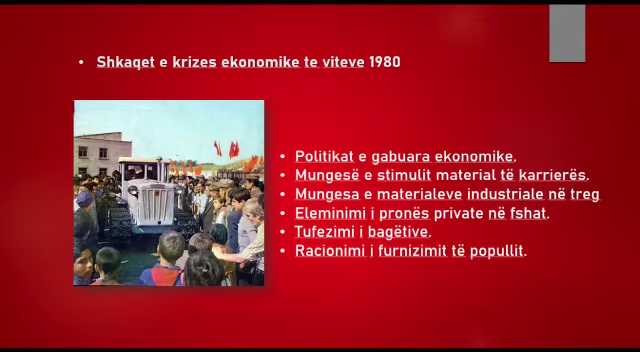 Shkaqet e krizes ekonomike te viteve 1980
Politikat e gabuara ekonomike.
Mungesë e stimulit material të karrierës.
Mungesa e materialeve industriale në treg
Eleminimi i pronës private në fshat.
Tufezimi i bagëtive.
Racionimi i furnizimit të popullit.